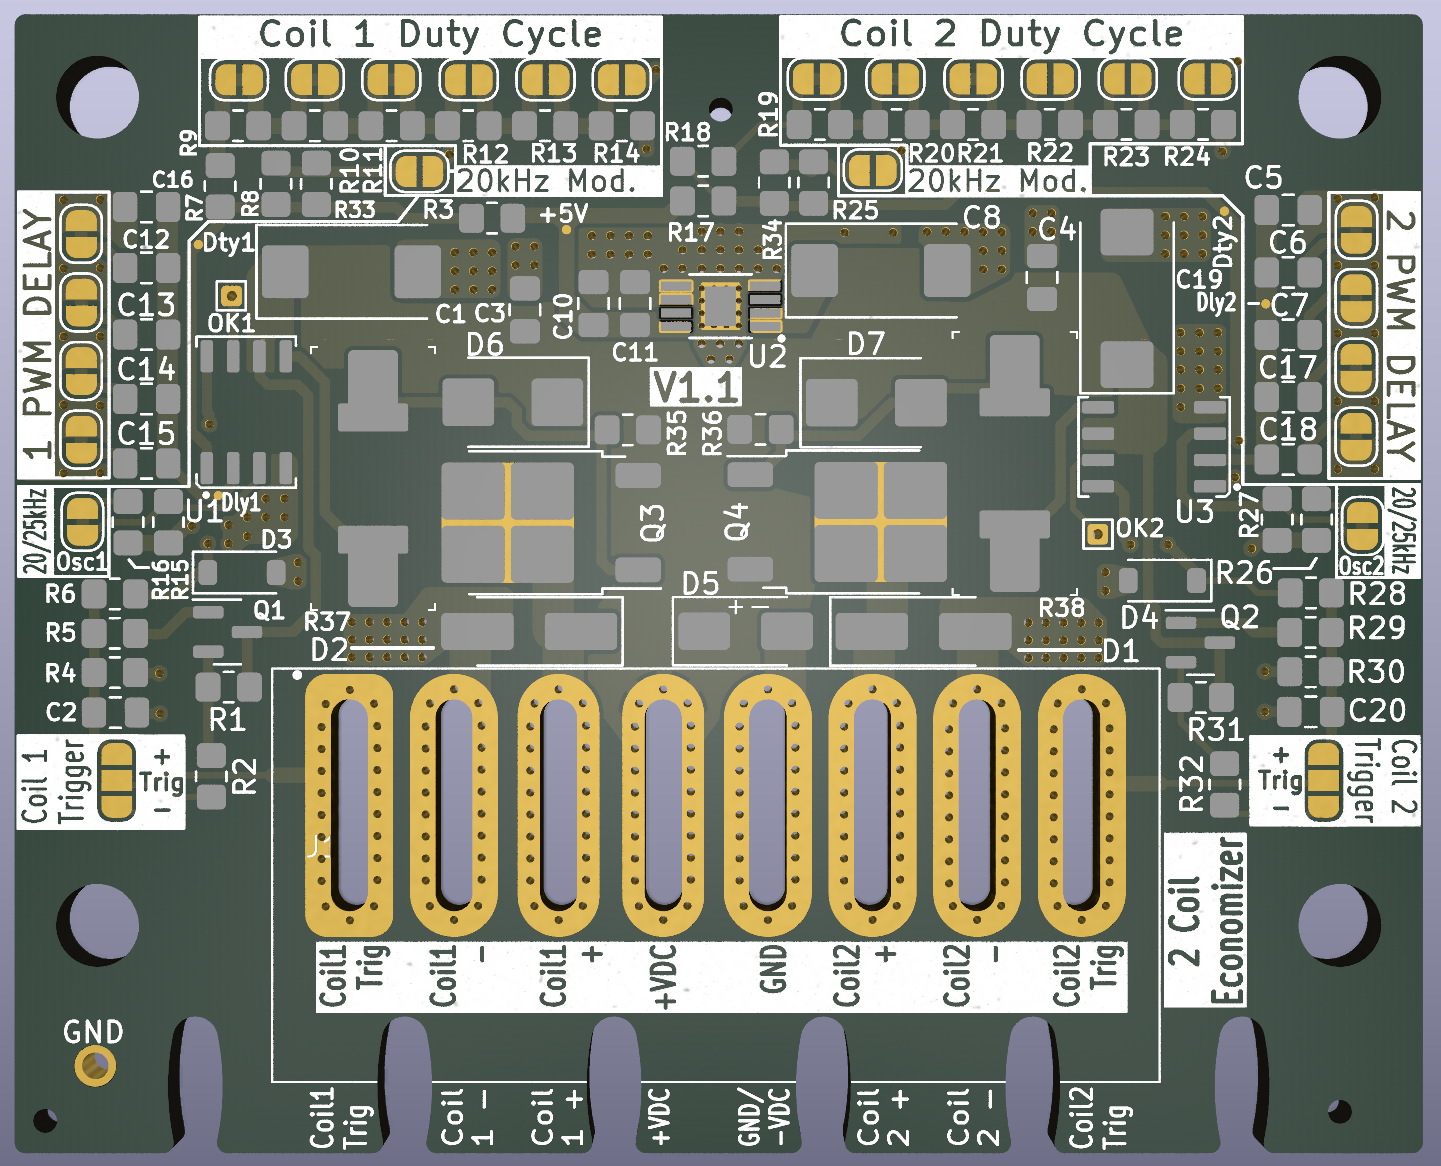 Coil 1 Duty Cycle
Coil 2 Duty Cycle
R9
R12
R13
R14
R18
R19
R20
R21
R22
R23
R24
R10
R11
20kHz Mod.
20kHz Mod.
C16
R7
R8
R33
R3
+5V
R17
R34
R25
C8
C4
C5
1 PWM DELAY
2 PWM DELAY
C12
Dty1
Dty2
C6
C19
C13
OK1
C1
C3
C10
C11
U2
Dly2
C7
D6
D7
C14
V1.1
C17
C15
R35
R36
C18
20/25kHz
Osc1
U1
Dly1
Q3
Q4
OK2
U3
R27
20/25kHz
Osc2
R16
R15
D3
D5
+ -
R26
R6
Q1
R37
R38
D4
Q2
R28
R5
D2
D1
R29
R4
R30
C2
R1
R31
C20
Coil 1
Trigger
+
Trig
-
R2
R32
+
Trig
-
Coil 2
Trigger
J1
2 Coil
Economizer
Coil1
Trig
Coil1
-
Coil1
+
+VDC
GND
Coil2
+
Coil2
-
Coil2
Trig
GND
Coil1
Trig
Coil
1 -
Coil
1 +
+VDC
GND/
-VDC
Coil
2 +
Coil
2 -
Coil2
Trig